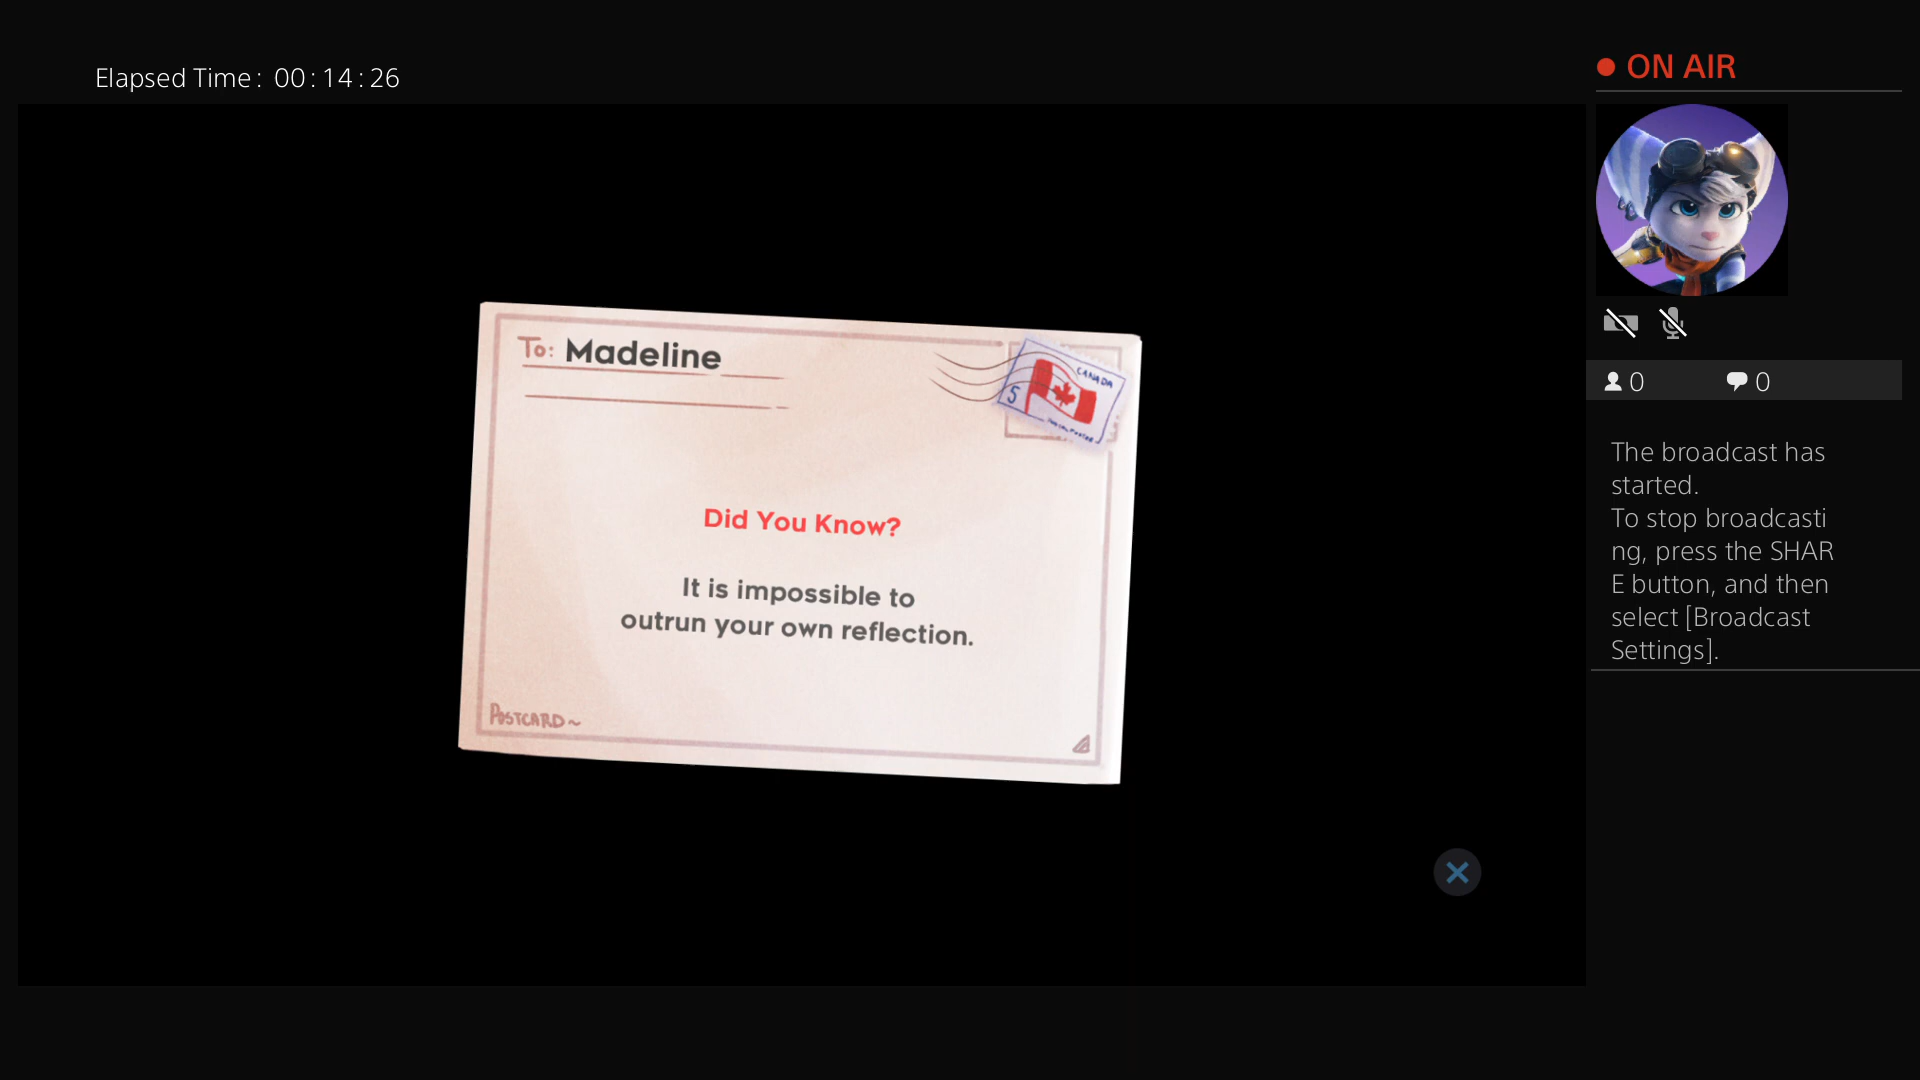 Elapsed Time: 00:14:26
ON AIR
To: Madeline
CANADA
5
Did You Know?
It is impossible to
outrun your own reflection.
POSTCARD~
0
0
The broadcast has
started.
To stop broadcasti
ng, press the SHAR
E button, and then
select [Broadcast
Settings].